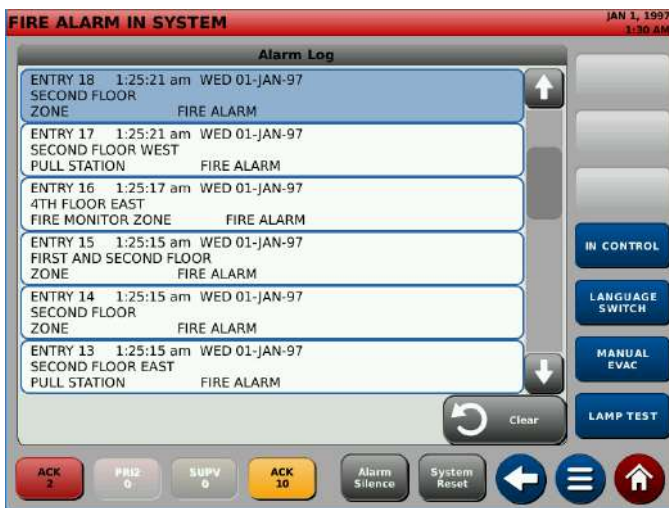 FIRE ALARM IN SYSTEM
JAN 1, 1997
1:30 AM
Alarm Log
ENTRY 18 1:25:21 am WED 01-JAN-97
SECOND FLOOR
ZONE FIRE ALARM
ENTRY 17 1:25:21 am WED 01-JAN-97
SECOND FLOOR WEST
PULL STATION FIRE ALARM
ENTRY 16 1:25:17 am WED 01-JAN-97
4TH FLOOR EAST
FIRE MONITOR ZONE FIRE ALARM
ENTRY 15 1:25:15 am WED 01-JAN-97
FIRST AND SECOND FLOOR
ZONE FIRE ALARM
ENTRY 14 1:25:15 am WED 01-JAN-97
SECOND FLOOR
ZONE FIRE ALARM
ENTRY 13 1:25:15 am WED 01-JAN-97
SECOND FLOOR EAST
PULL STATION FIRE ALARM
Clear
IN CONTROL
LANGUAGE
SWITCH
MANUAL
EVAC
LAMP TEST
ACK
2
PRI2
0
SUPV
0
ACK
10
Alarm
Silence
System
Reset